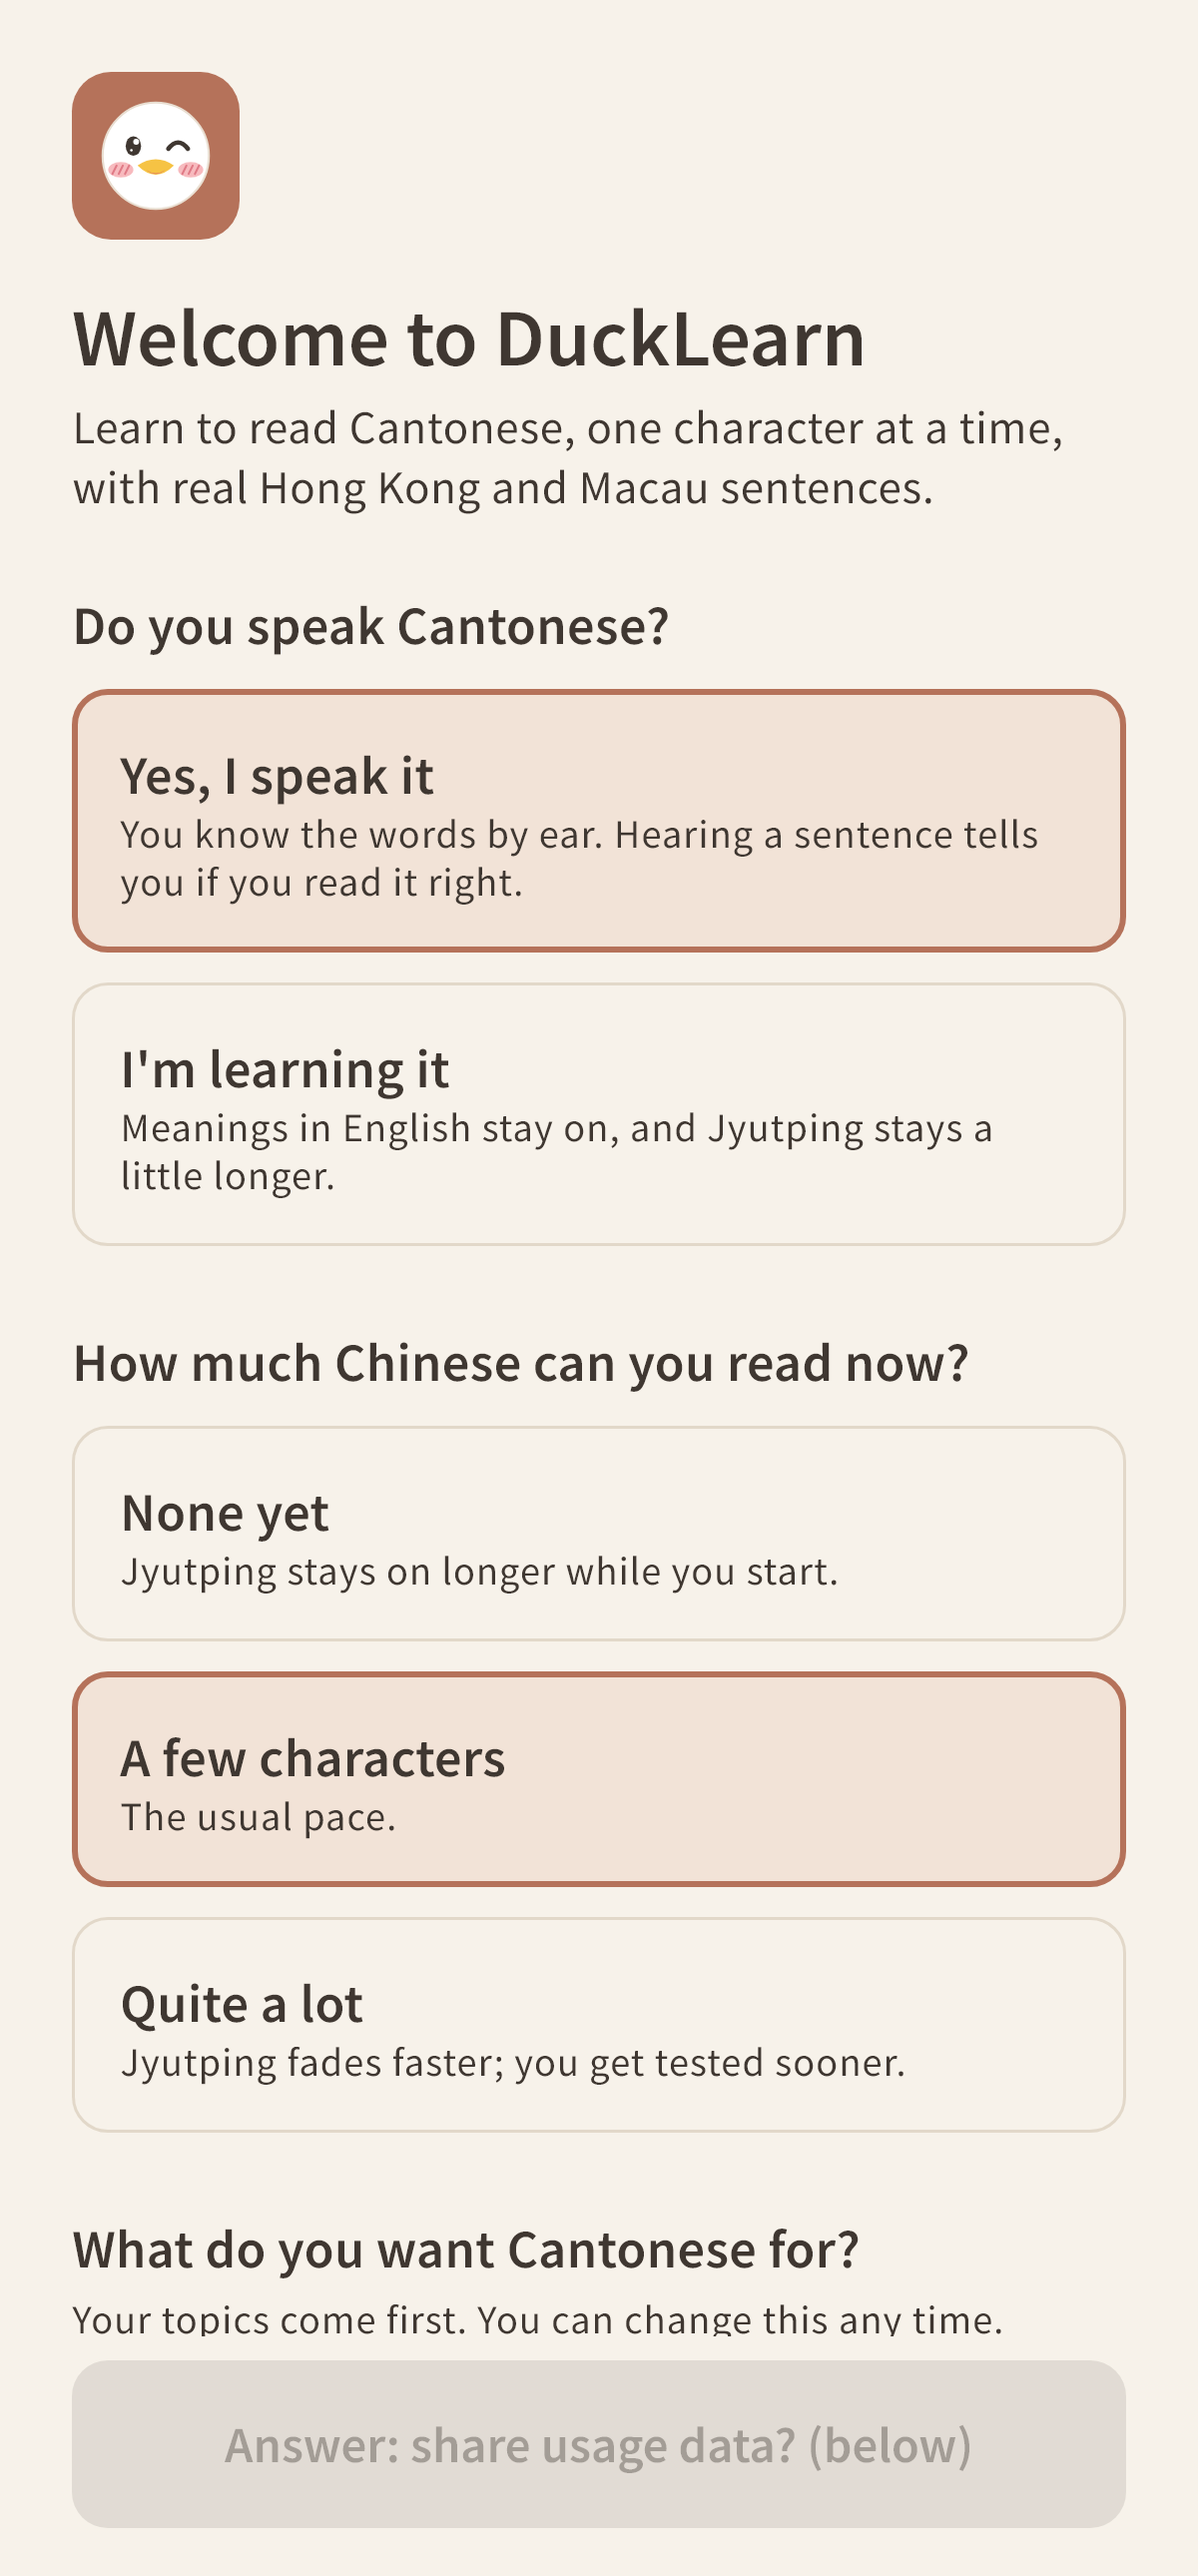 Welcome to DuckLearn
Learn to read Cantonese, one character at a time,
with real Hong Kong and Macau sentences.
Do you speak Cantonese?
Yes, I speak it
You know the words by ear. Hearing a sentence tells
you if you read it right.
I'm learning it
Meanings in English stay on, and Jyutping stays a
little longer.
How much Chinese can you read now?
None yet
Jyutping stays on longer while you start.
A few characters
The usual pace.
Quite a lot
Jyutping fades faster; you get tested sooner.
What do you want Cantonese for?
Your topics come first. You can change this any time.
Answer: share usage data? (below)